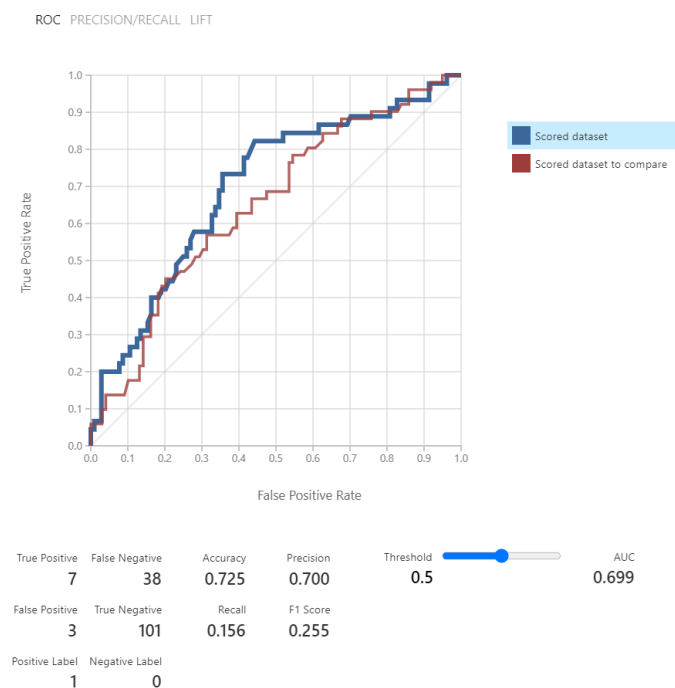 ROC PRECISION/RECALL LIFT
1.0
0.9
0.8
0.7
0.6
0.5
0.4
0.3
0.2
0.1
0.0
True Positive Rate
0.0 0.1 0.2 0.3 0.4 0.5 0.6 0.7 0.8 0.9 1.0
False Positive Rate
Scored dataset
Scored dataset to compare
True Positive False Negative Accuracy Precision Threshold AUC
7 38 0.725 0.700 0.5 0.699
False Positive True Negative Recall F1 Score
3 101 0.156 0.255
Positive Label Negative Label
1 0